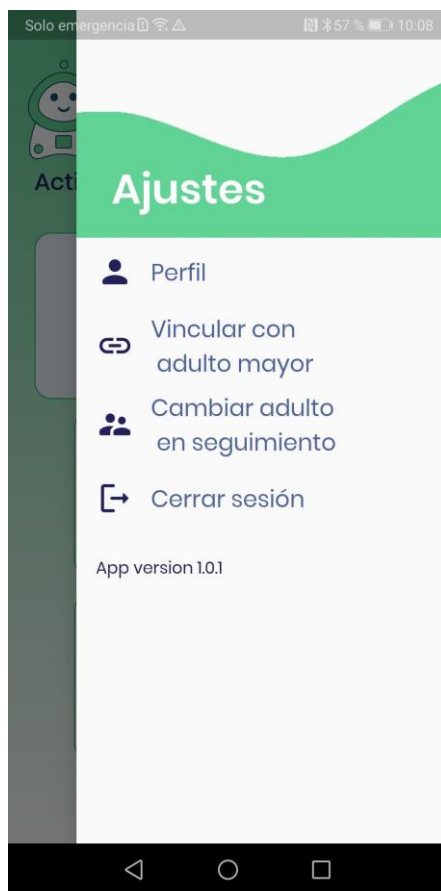 Solo emergencia
57 %
10:08
Acti
Ajustes
Perfil
Vincular con
adulto mayor
Cambiar adulto
en seguimiento
Cerrar sesión
App version 1.0.1